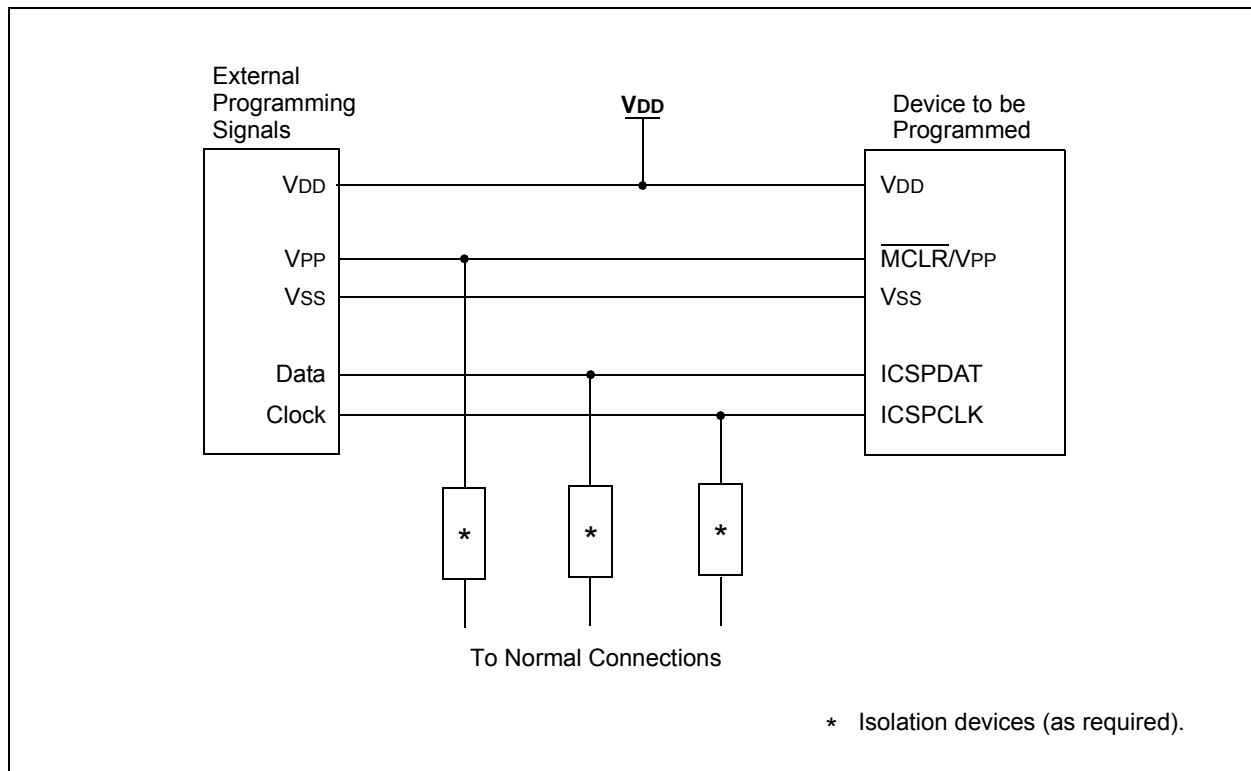 External
Programming
Signals
VDD
Device to be
Programmed
VDD
VPP
VSS
Data
Clock
VDD
MCLR/VPP
VSS
ICSPDAT
ICSPCLK
*
*
*
To Normal Connections
* Isolation devices (as required).